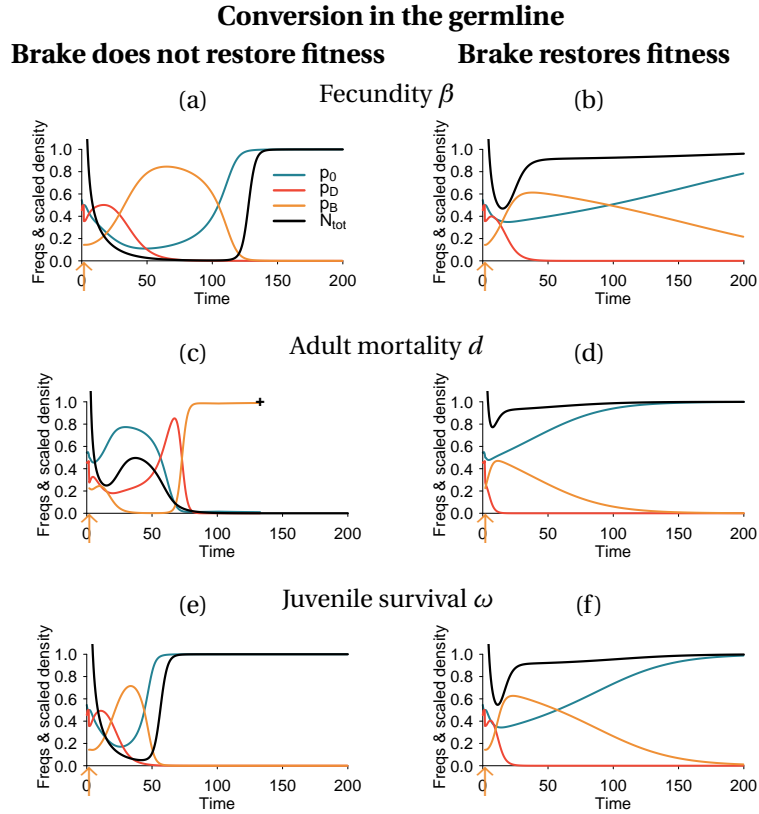 Conversion in the germline
Brake does not restore fitness Brake restores fitness
Fecundity β
(a) (b)
Freqs & scaled density
1.0
0.8
0.6
0.4
0.2
0.0
0 50 100 150 200
Time
p0
pD
pB
Ntot
Freqs & scaled density
1.0
0.8
0.6
0.4
0.2
0.0
0 50 100 150 200
Time
Adult mortality d
(c) (d)
Freqs & scaled density
1.0
0.8
0.6
0.4
0.2
0.0
0 50 100 150 200
Time
Freqs & scaled density
1.0
0.8
0.6
0.4
0.2
0.0
0 50 100 150 200
Time
Juvenile survival ω
(e) (f)
Freqs & scaled density
1.0
0.8
0.6
0.4
0.2
0.0
0 50 100 150 200
Time
Freqs & scaled density
1.0
0.8
0.6
0.4
0.2
0.0
0 50 100 150 200
Time